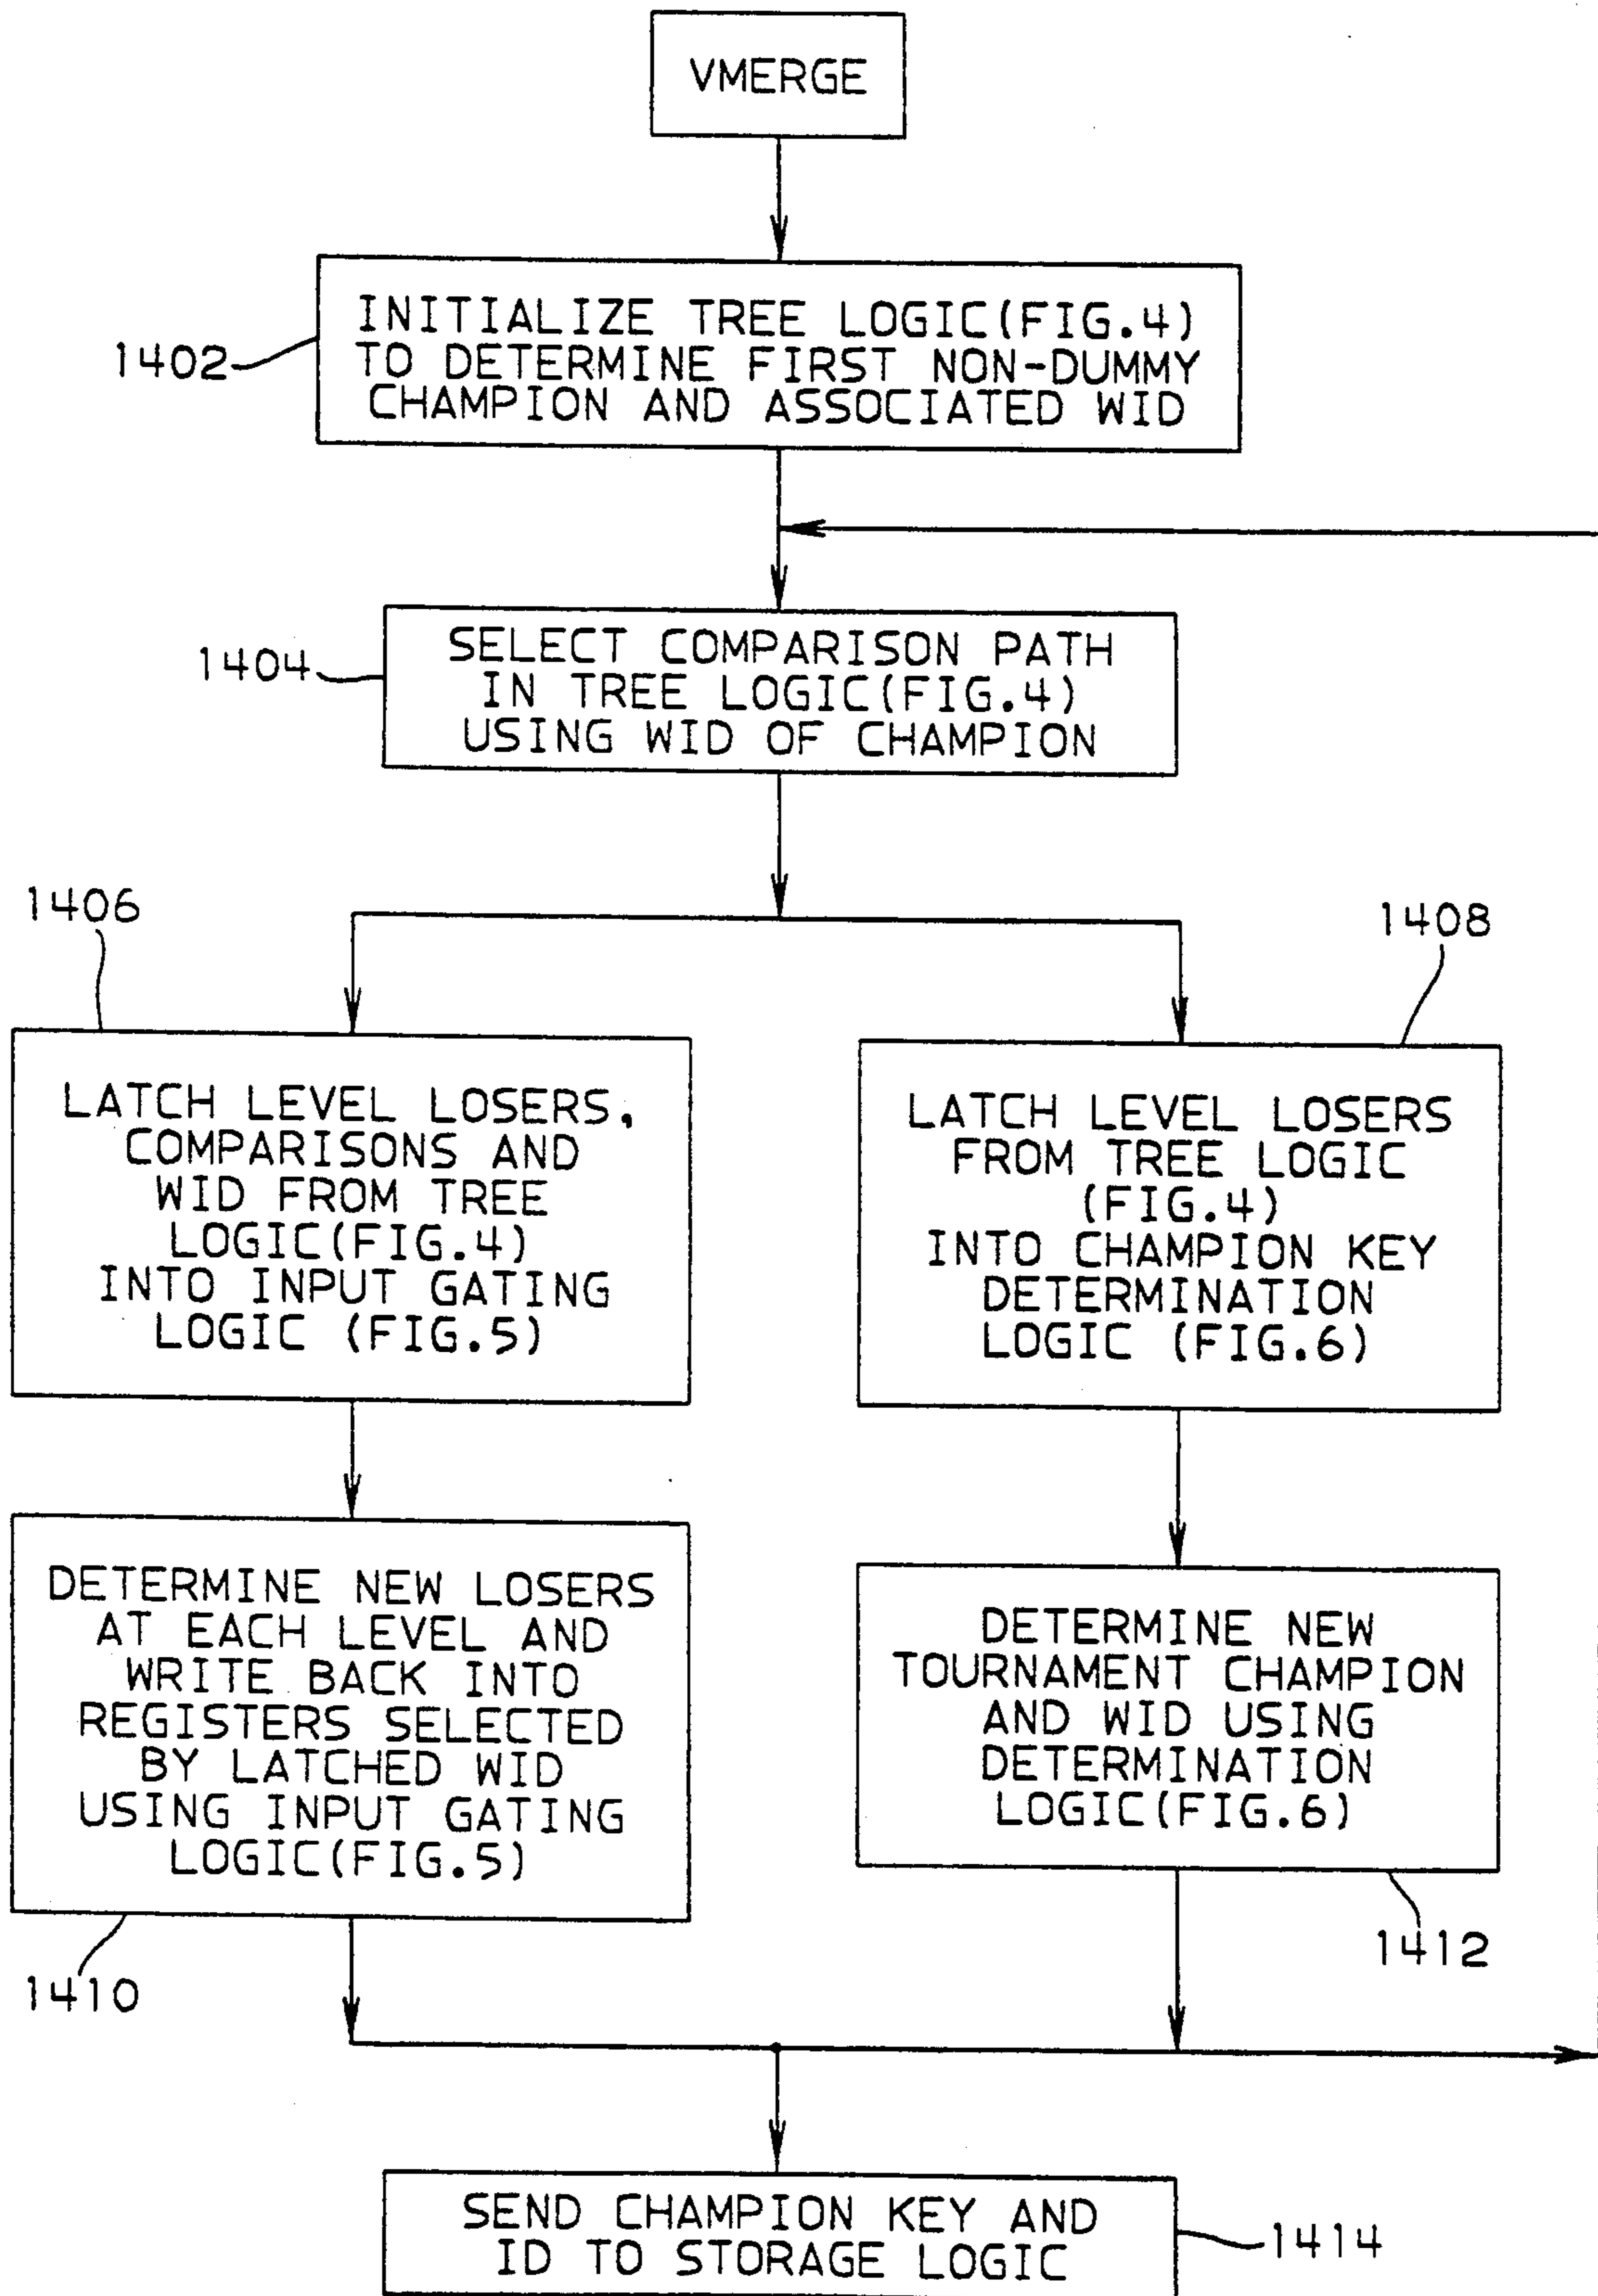 VMERGE
INITIALIZE TREE LOGIC(FIG.4)
TO DETERMINE FIRST NON-DUMMY
CHAMPION AND ASSOCIATED WID
1402
SELECT COMPARISON PATH
IN TREE LOGIC(FIG.4)
USING WID OF CHAMPION
1404
1406
1408
LATCH LEVEL LOSERS,
COMPARISONS AND
WID FROM TREE
LOGIC(FIG.4)
INTO INPUT GATING
LOGIC (FIG.5)
LATCH LEVEL LOSERS
FROM TREE LOGIC
(FIG.4)
INTO CHAMPION KEY
DETERMINATION
LOGIC (FIG.6)
DETERMINE NEW LOSERS
AT EACH LEVEL AND
WRITE BACK INTO
REGISTERS SELECTED
BY LATCHED WID
USING INPUT GATING
LOGIC(FIG.5)
DETERMINE NEW
TOURNAMENT CHAMPION
AND WID USING
DETERMINATION
LOGIC(FIG.6)
1410
1412
SEND CHAMPION KEY AND
ID TO STORAGE LOGIC
1414